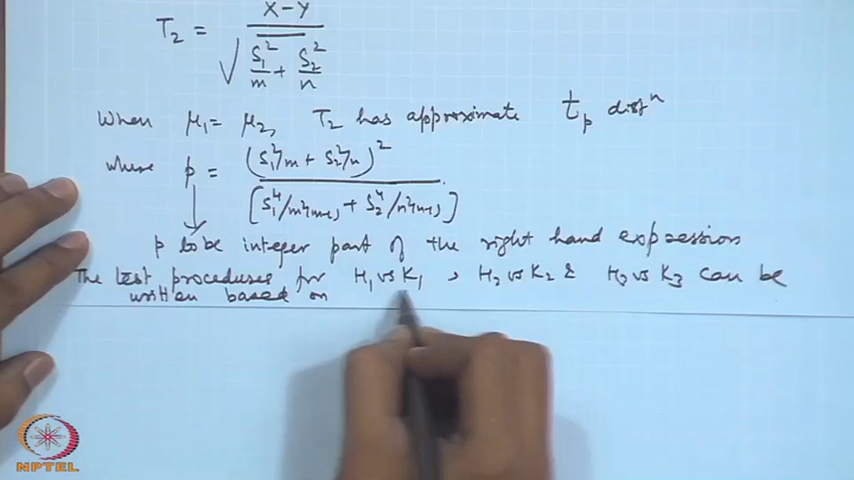 T₂ = X̄ - Ȳ / √(S₁²/m + S₂²/n)
When μ₁ = μ₂, T₂ has approximate t_p distⁿ
where p = (S₁²/m + S₂²/n)² / [S₁⁴/m²(m-1) + S₂⁴/n²(n-1)]
p to be integer part of the right hand expression
The test procedures for H₁ vs K₁, H₂ vs K₂ & H₃ vs K₃ can be
written based on
NPTEL